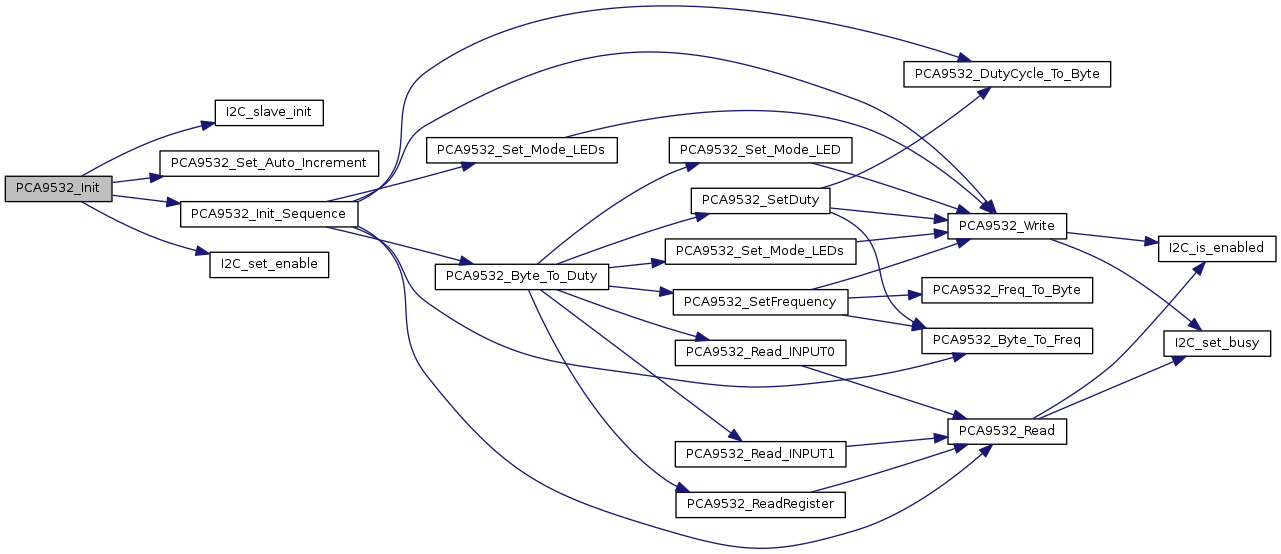 PCA9532_Init
I2C_slave_init
PCA9532_Set_Auto_Increment
PCA9532_Init_Sequence
I2C_set_enable
PCA9532_Set_Mode_LEDs
PCA9532_Byte_To_Duty
PCA9532_Set_Mode_LED
PCA9532_SetDuty
PCA9532_Set_Mode_LEDs
PCA9532_SetFrequency
PCA9532_Read_INPUT0
PCA9532_Read_INPUT1
PCA9532_ReadRegister
PCA9532_DutyCycle_To_Byte
PCA9532_Write
PCA9532_Freq_To_Byte
PCA9532_Byte_To_Freq
PCA9532_Read
I2C_is_enabled
I2C_set_busy